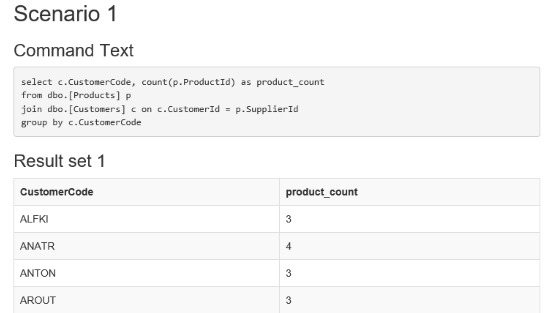 Scenario 1
Command Text
select c.CustomerCode, count(p.ProductId) as product_count
from dbo.[Products] p
join dbo.[Customers] c on c.CustomerId = p.SupplierId
group by c.CustomerCode
Result set 1
CustomerCode product_count
ALFKI 3
ANATR 4
ANTON 3
AROUT 3